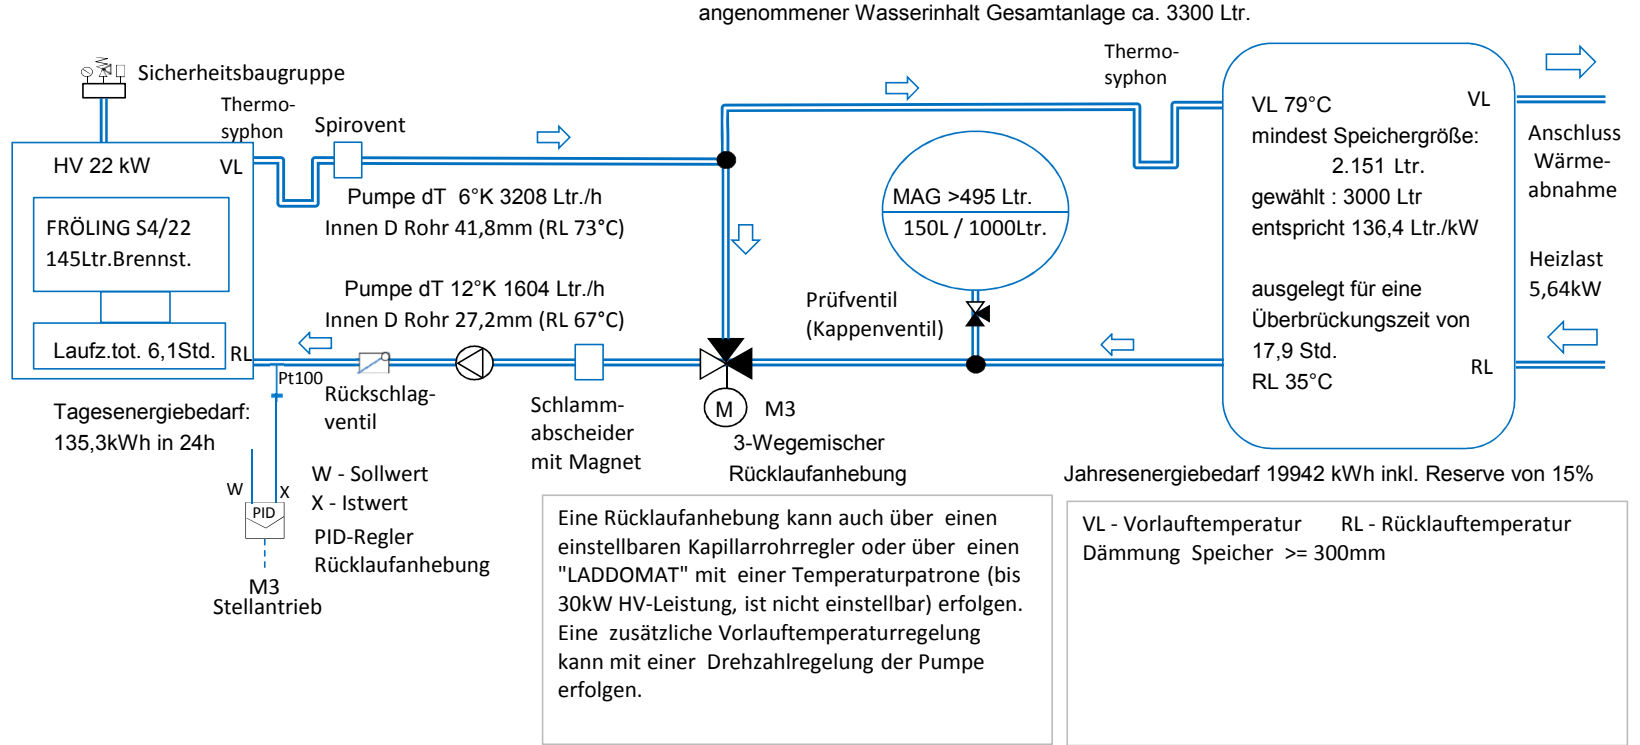 angenommener Wasserinhalt Gesamtanlage ca. 3300 Ltr.
Sicherheitsbaugruppe
Thermo-
syphon
Spirovent
HV 22 kW
VL
FRÖLING S4/22
145Ltr.Brennst.
Laufz.tot. 6,1Std.
RL
Pumpe dT  6°K 3208 Ltr./h
Innen D Rohr 41,8mm (RL 73°C)
Pumpe dT 12°K 1604 Ltr./h
Innen D Rohr 27,2mm (RL 67°C)
Pt100
Rückschlag-
ventil
Schlamm-
abscheider
mit Magnet
M
M3
3-Wegemischer
Rücklaufanhebung
MAG >495 Ltr.
150L / 1000Ltr.
Prüfventil
(Kappenventil)
Thermo-
syphon
VL 79°C
VL
mindest Speichergröße:
2.151 Ltr.
gewählt : 3000 Ltr
entspricht 136,4 Ltr./kW
ausgelegt für eine
Überbrückungszeit von
17,9 Std.
RL 35°C
RL
Anschluss
Wärme-
abnahme
Heizlast
5,64kW
Tagesenergiebedarf:
135,3kWh in 24h
W
X
PID
W - Sollwert
X - Istwert
PID-Regler
Rücklaufanhebung
M3
Stellantrieb
Jahresenergiebedarf 19942 kWh inkl. Reserve von 15%
Eine Rücklaufanhebung kann auch über  einen
einstellbaren Kapillarrohrregler oder über  einen
"LADDOMAT" mit  einer Temperaturpatrone (bis
30kW HV-Leistung, ist nicht einstellbar) erfolgen.
Eine  zusätzliche Vorlauftemperaturregelung
kann mit einer  Drehzahlregelung der Pumpe
erfolgen.
VL - Vorlauftemperatur      RL - Rücklauftemperatur
Dämmung  Speicher  >= 300mm